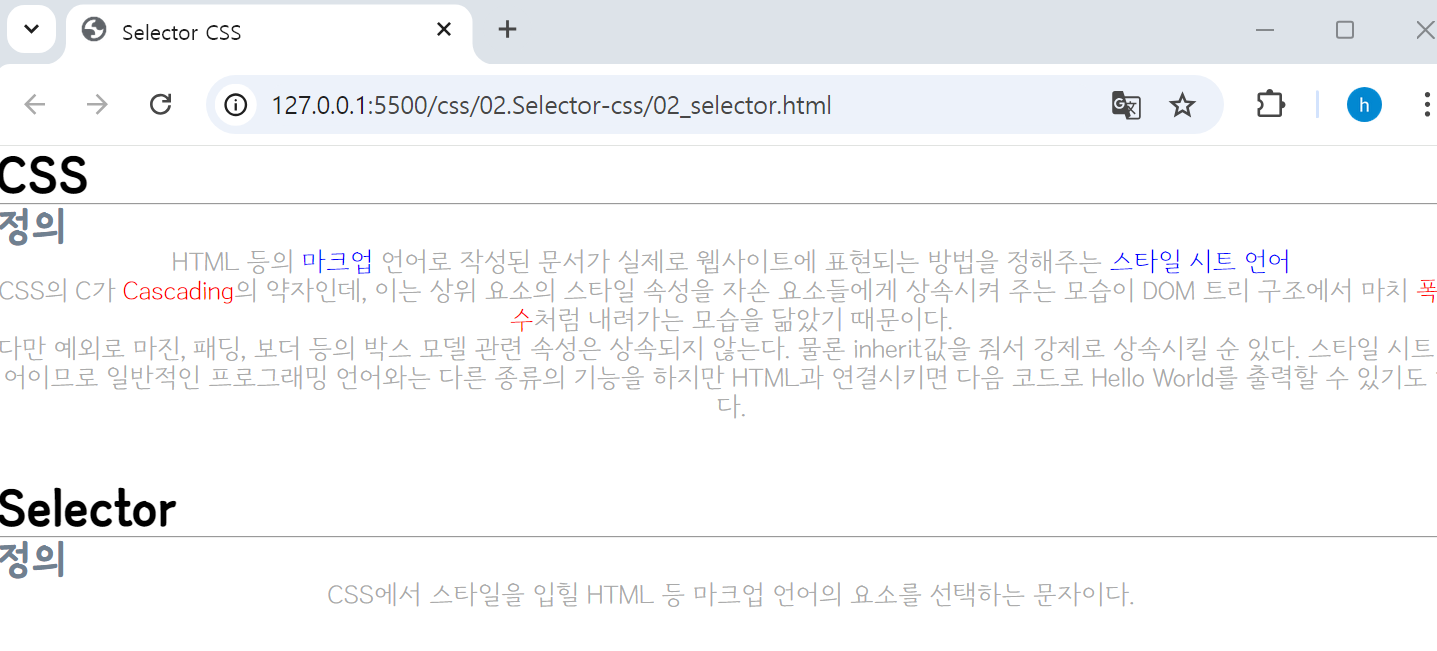 Selector CSS
127.0.0.1:5500/css/02.Selector-css/02_selector.html
h
CSS
정의
HTML 등의 마크업 언어로 작성된 문서가 실제로 웹사이트에 표현되는 방법을 정해주는 스타일 시트 언어
CSS의 C가 Cascading의 약자인데, 이는 상위 요소의 스타일 속성을 자손 요소들에게 상속시켜 주는 모습이 DOM 트리 구조에서 마치 폭
수처럼 내려가는 모습을 닮았기 때문이다.
다만 예외로 마진, 패딩, 보더 등의 박스 모델 관련 속성은 상속되지 않는다. 물론 inherit값을 줘서 강제로 상속시킬 순 있다. 스타일 시트
어이므로 일반적인 프로그래밍 언어와는 다른 종류의 기능을 하지만 HTML과 연결시키면 다음 코드로 Hello World를 출력할 수 있기도
다.
Selector
정의
CSS에서 스타일을 입힐 HTML 등 마크업 언어의 요소를 선택하는 문자이다.